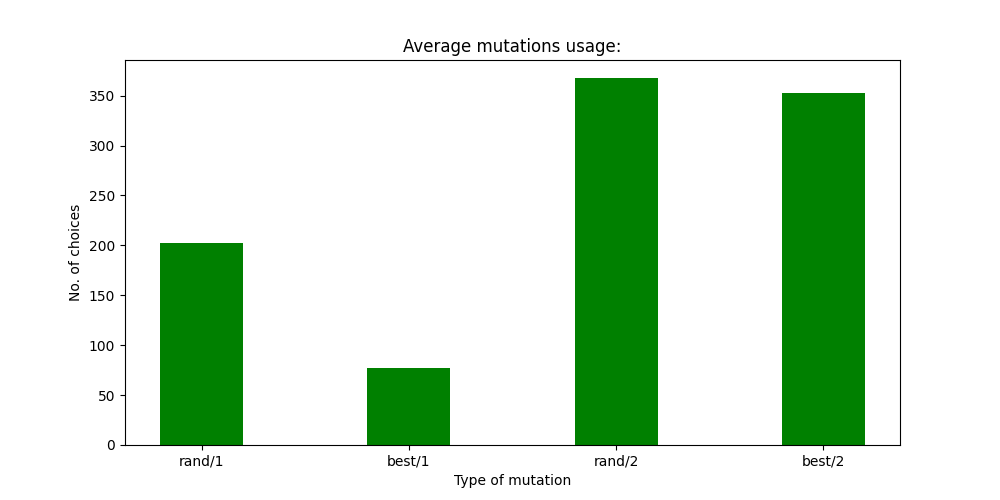 Average mutations usage:
No. of choices
350
300
250
200
150
100
50
0
rand/1 best/1 rand/2 best/2
Type of mutation